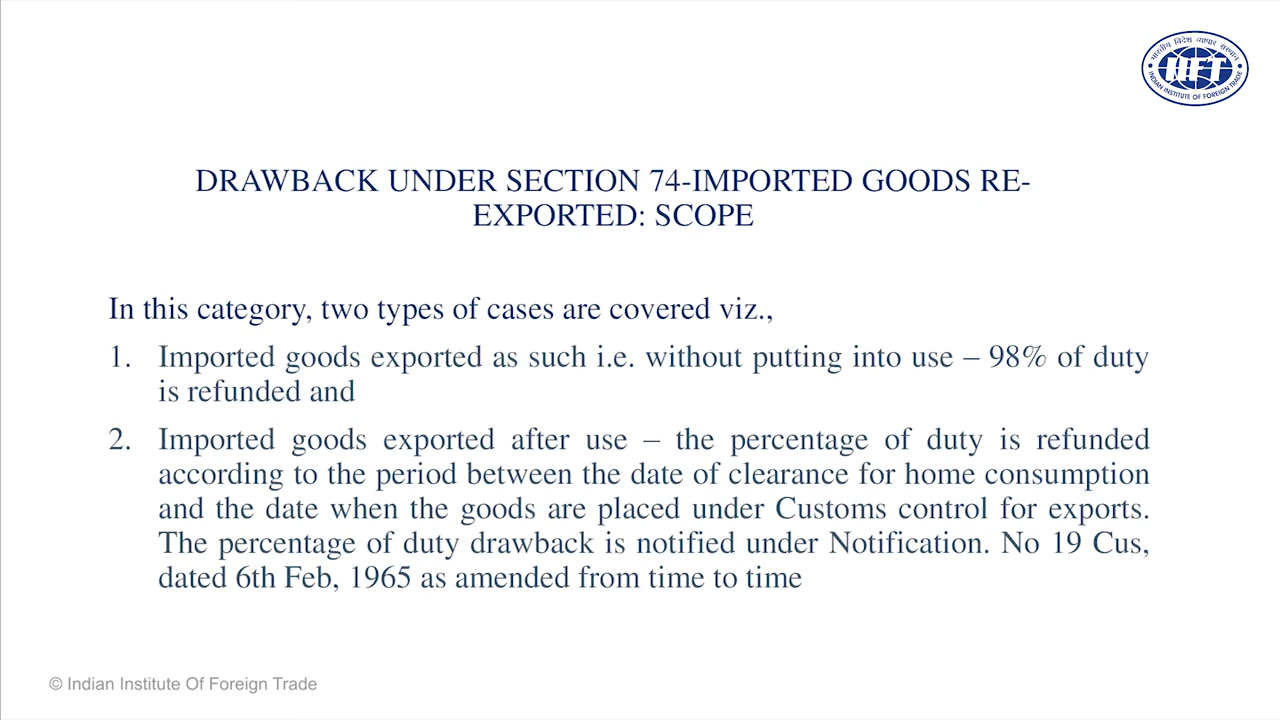 भारतीय विदेश व्यापार संस्थान
IIFT
INDIAN INSTITUTE OF FOREIGN TRADE
DRAWBACK UNDER SECTION 74-IMPORTED GOODS RE-
EXPORTED: SCOPE
In this category, two types of cases are covered viz.,
1. Imported goods exported as such i.e. without putting into use – 98% of duty
is refunded and
2. Imported goods exported after use – the percentage of duty is refunded
according to the period between the date of clearance for home consumption
and the date when the goods are placed under Customs control for exports.
The percentage of duty drawback is notified under Notification. No 19 Cus,
dated 6th Feb, 1965 as amended from time to time
© Indian Institute Of Foreign Trade